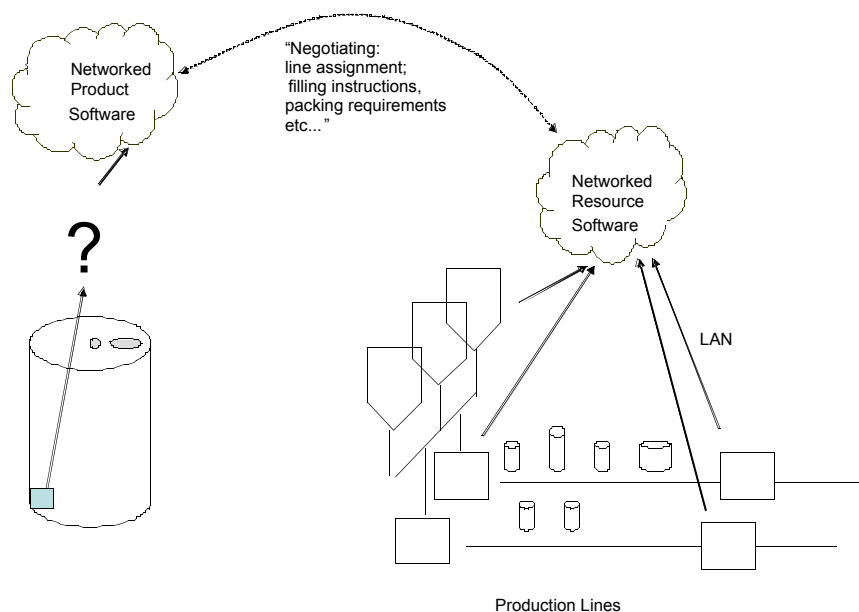 Networked
Product
Software
“Negotiating:
line assignment;
filling instructions,
packing requirements
etc...”
Networked
Resource
Software
?
LAN
Production Lines